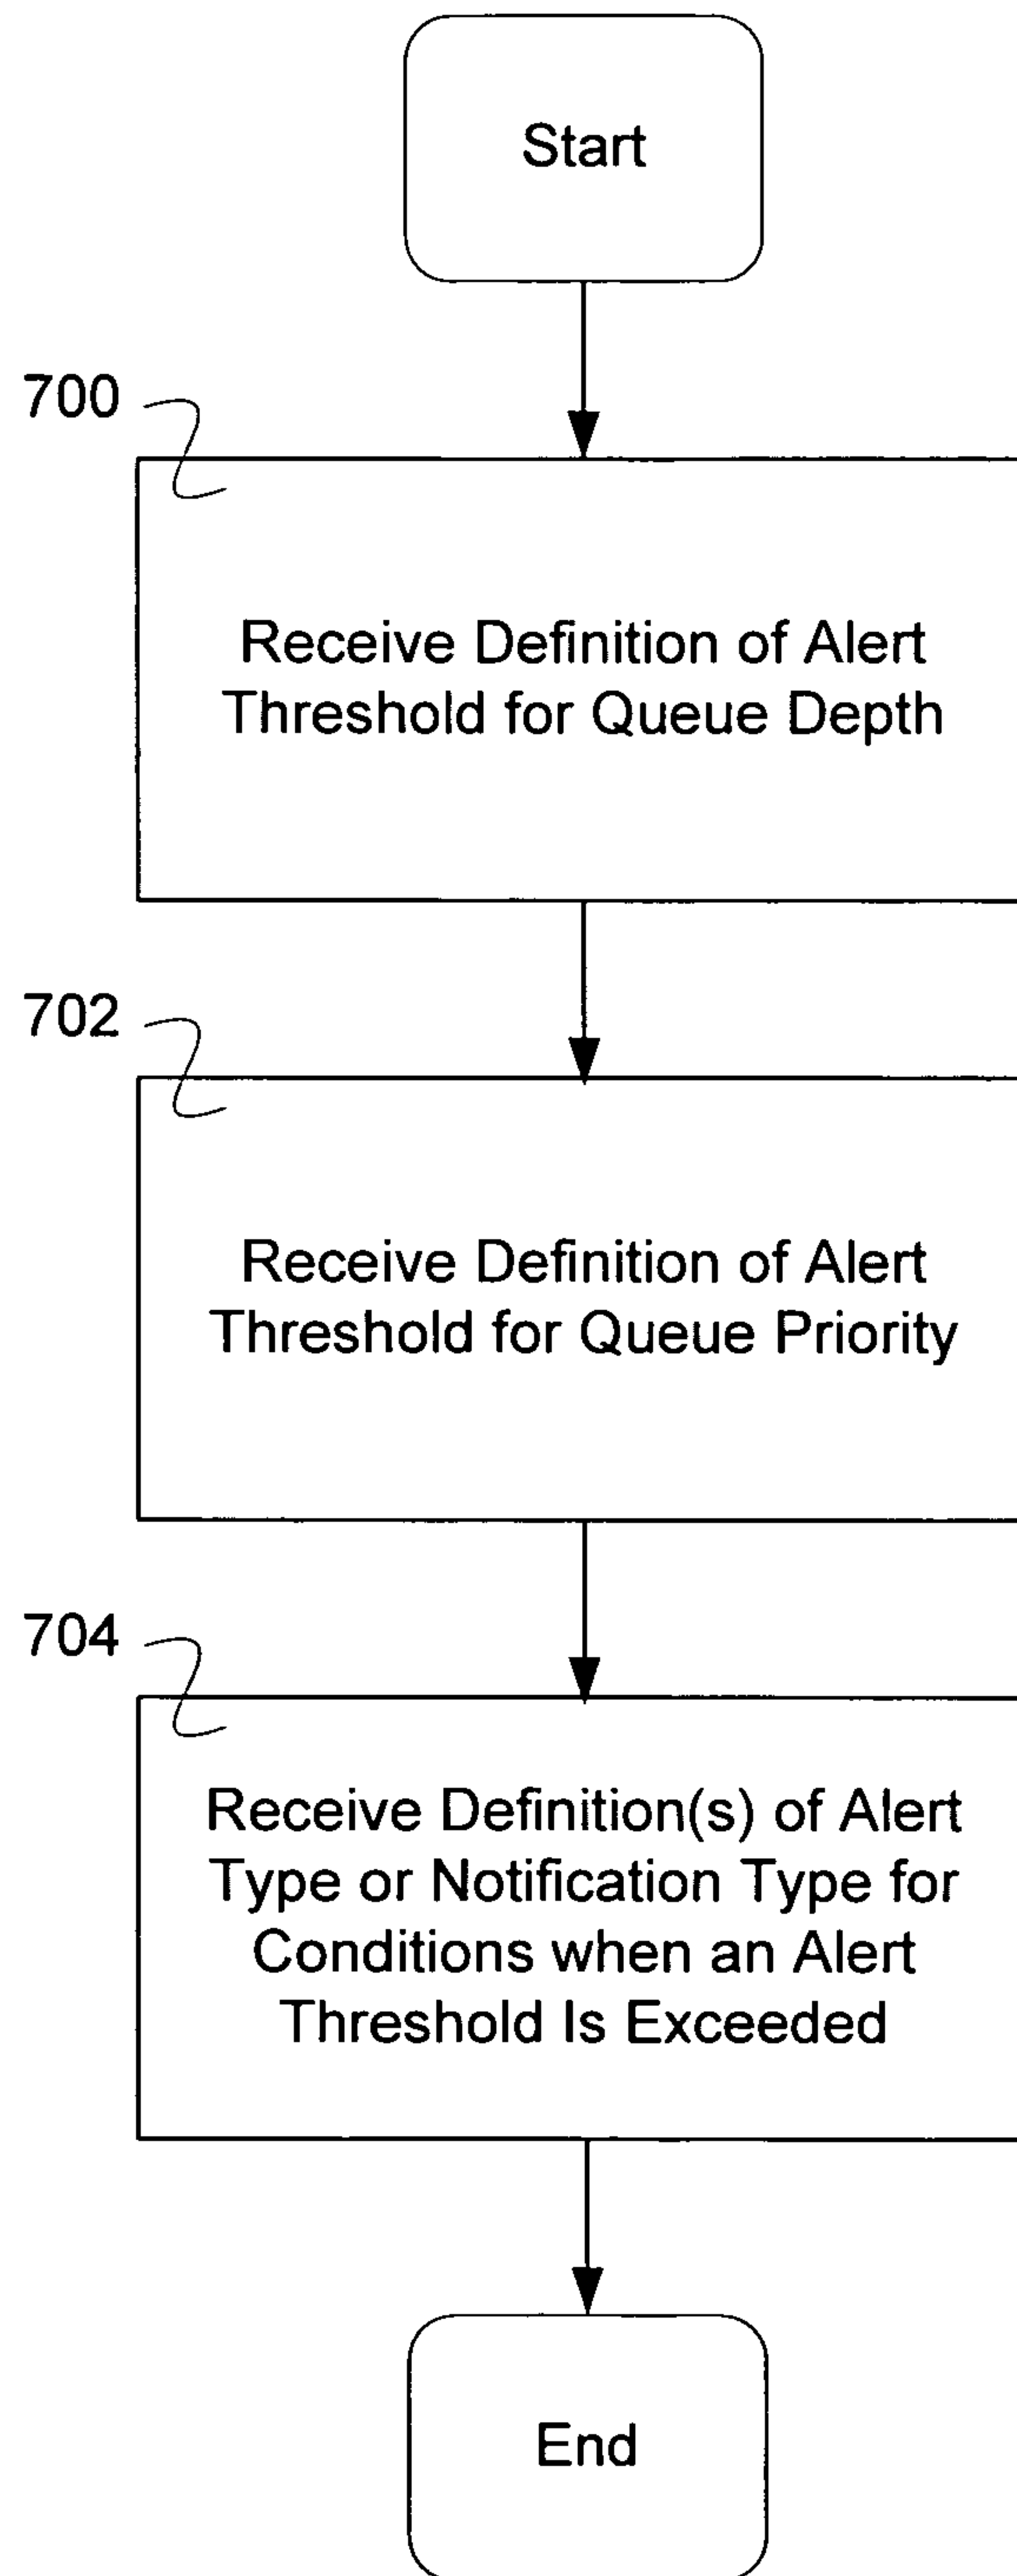 Start
700
Receive Definition of Alert
Threshold for Queue Depth
702
Receive Definition of Alert
Threshold for Queue Priority
704
Receive Definition(s) of Alert
Type or Notification Type for
Conditions when an Alert
Threshold Is Exceeded
End